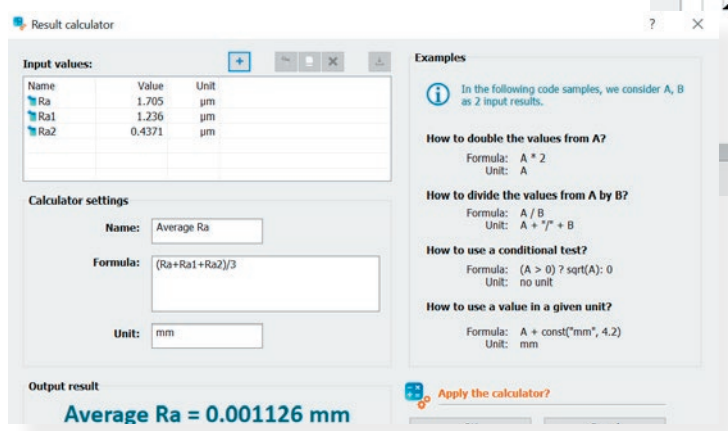 Result calculator
?
Input values:
Name Value Unit
Ra 1.705 µm
Ra1 1.236 µm
Ra2 0.4371 µm
Calculator settings
Name: Average Ra
Formula: (Ra+Ra1+Ra2)/3
Unit: mm
Output result
Average Ra = 0.001126 mm
Examples
In the following code samples, we consider A, B
as 2 input results.
How to double the values from A?
Formula: A * 2
Unit: A
How to divide the values from A by B?
Formula: A / B
Unit: A + "/" + B
How to use a conditional test?
Formula: (A > 0) ? sqrt(A): 0
Unit: no unit
How to use a value in a given unit?
Formula: A + const("mm", 4.2)
Unit: mm
Apply the calculator?